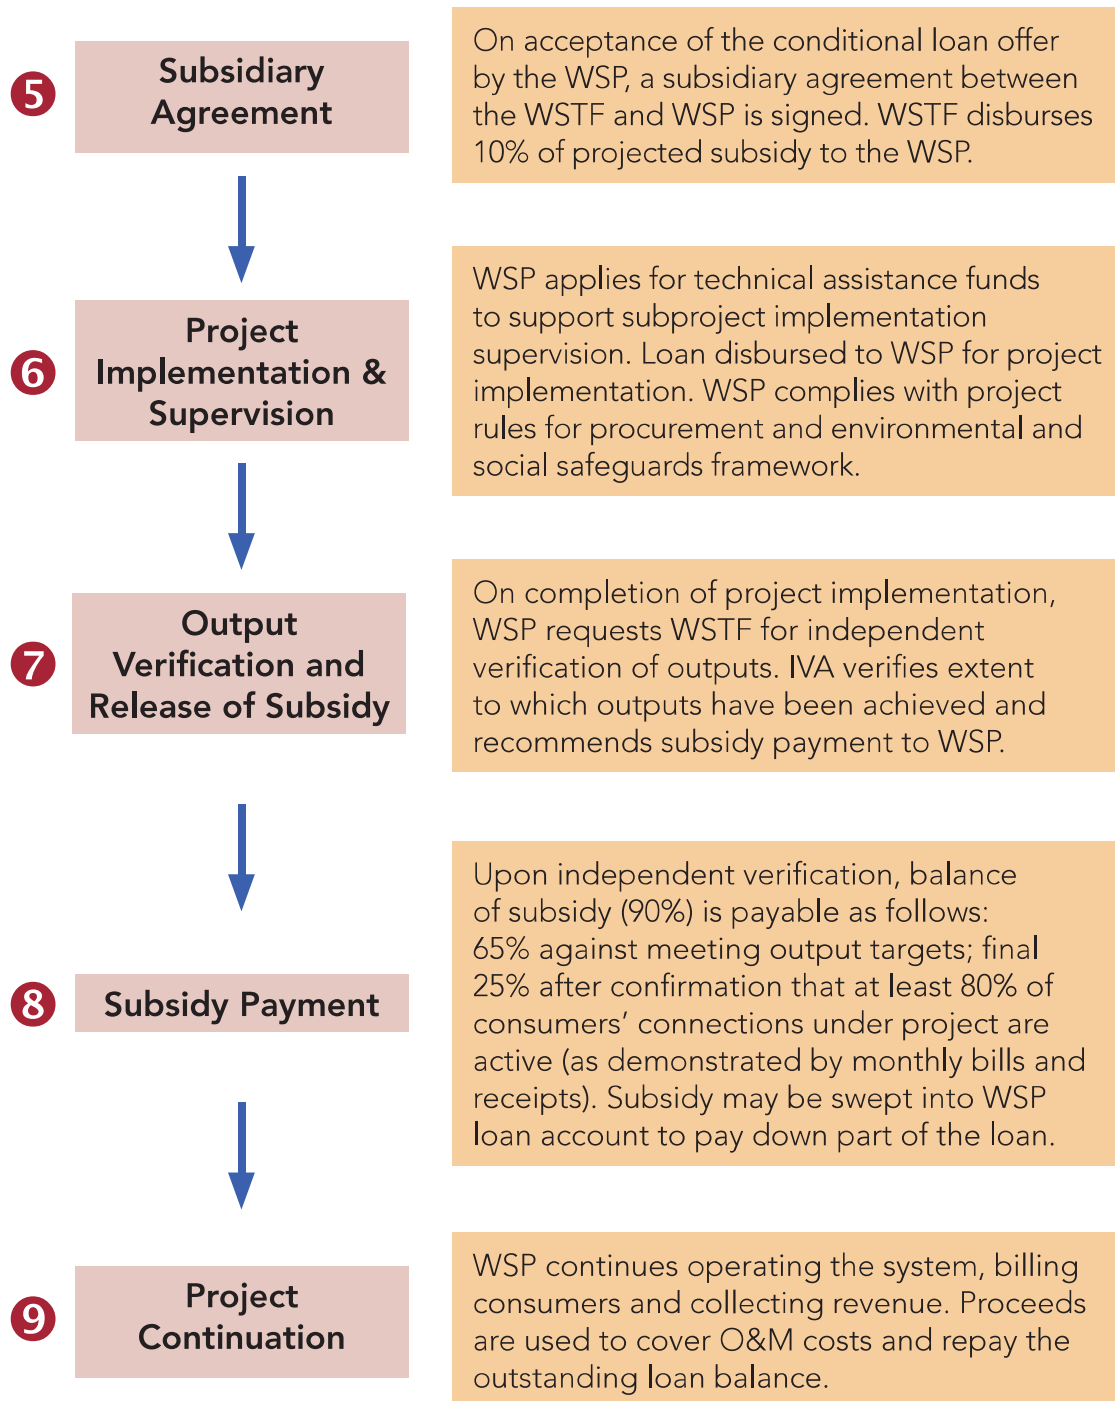 5
Subsidiary
Agreement
On acceptance of the conditional loan offer
by the WSP, a subsidiary agreement between
the WSTF and WSP is signed. WSTF disburses
10% of projected subsidy to the WSP.
6
Project
Implementation &
Supervision
WSP applies for technical assistance funds
to support subproject implementation
supervision. Loan disbursed to WSP for project
implementation. WSP complies with project
rules for procurement and environmental and
social safeguards framework.
7
Output
Verification and
Release of Subsidy
On completion of project implementation,
WSP requests WSTF for independent
verification of outputs. IVA verifies extent
to which outputs have been achieved and
recommends subsidy payment to WSP.
8
Subsidy Payment
Upon independent verification, balance
of subsidy (90%) is payable as follows:
65% against meeting output targets; final
25% after confirmation that at least 80% of
consumers’ connections under project are
active (as demonstrated by monthly bills and
receipts). Subsidy may be swept into WSP
loan account to pay down part of the loan.
9
Project
Continuation
WSP continues operating the system, billing
consumers and collecting revenue. Proceeds
are used to cover O&M costs and repay the
outstanding loan balance.